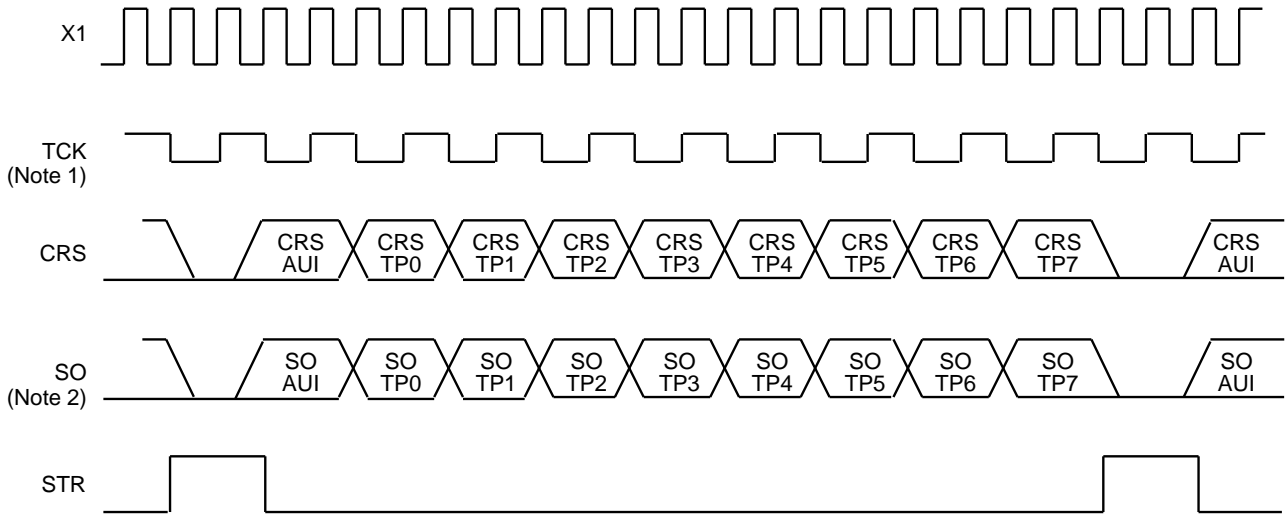 X1
TCK
(Note 1)
CRS
CRS CRS CRS CRS CRS CRS CRS CRS CRS CRS
AUI TP0 TP1 TP2 TP3 TP4 TP5 TP6 TP7 AUI
SO
(Note 2)
SO SO SO SO SO SO SO SO SO SO
AUI TP0 TP1 TP2 TP3 TP4 TP5 TP6 TP7 AUI
STR